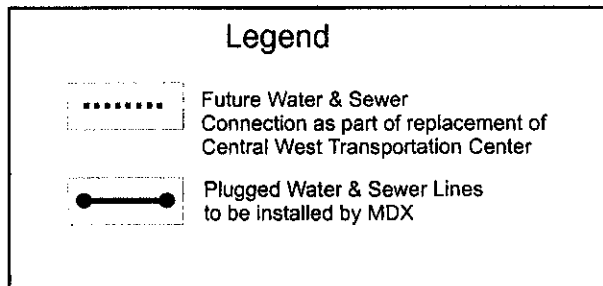 Legend
Future Water & Sewer
Connection as part of replacement of
Central West Transportation Center
Plugged Water & Sewer Lines
to be installed by MDX